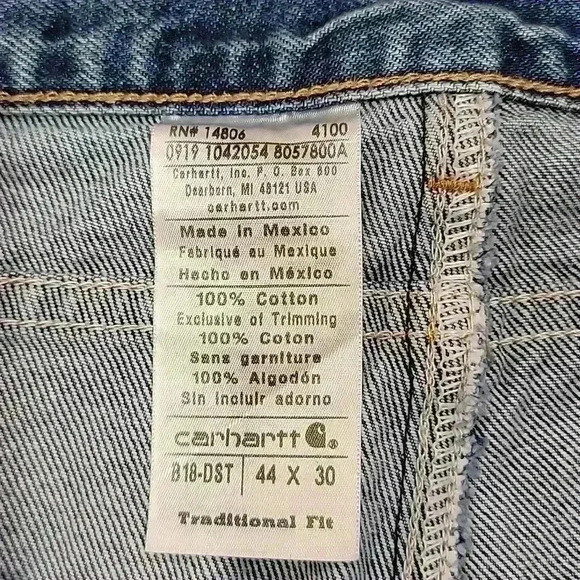 RN# 14806 4100
0919 1042054 8057800A
Carhartt, Inc. P. O. Box 600
Dearborn, MI 48121 USA
carhartt.com
Made in Mexico
Fabriqué au Mexique
Hecho en México
100% Cotton
Exclusive of Trimming
100% Coton
Sans garniture
100% Algodón
Sin incluir adorno
carhartt ®
B18-DST 44 X 30
Traditional Fit